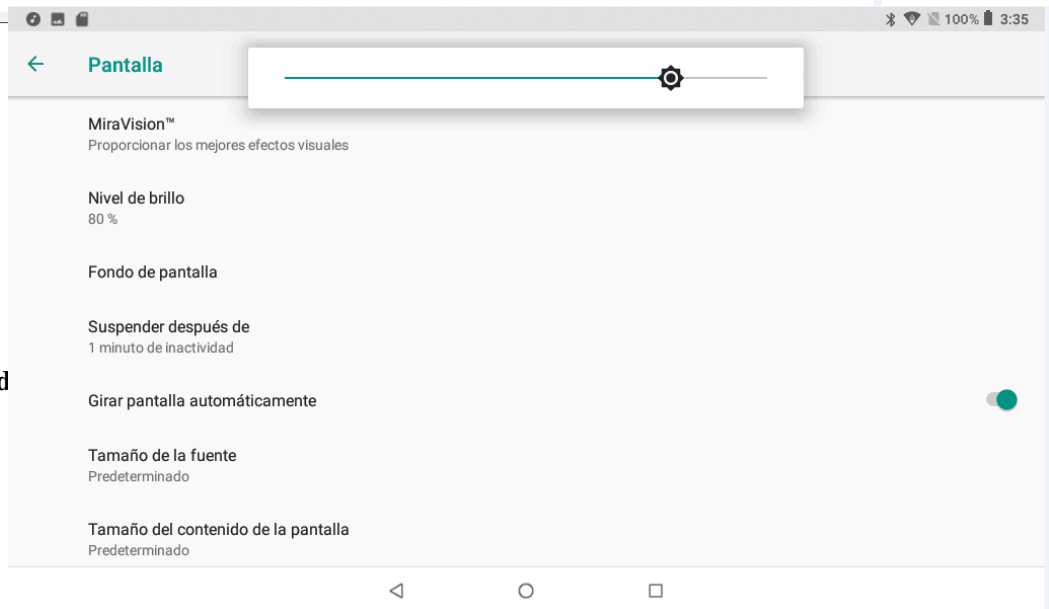 100% 3:35
Pantalla
MiraVision™
Proporcionar los mejores efectos visuales
Nivel de brillo
80 %
Fondo de pantalla
Suspender después de
1 minuto de inactividad
d
Girar pantalla automáticamente
Tamaño de la fuente
Predeterminado
Tamaño del contenido de la pantalla
Predeterminado